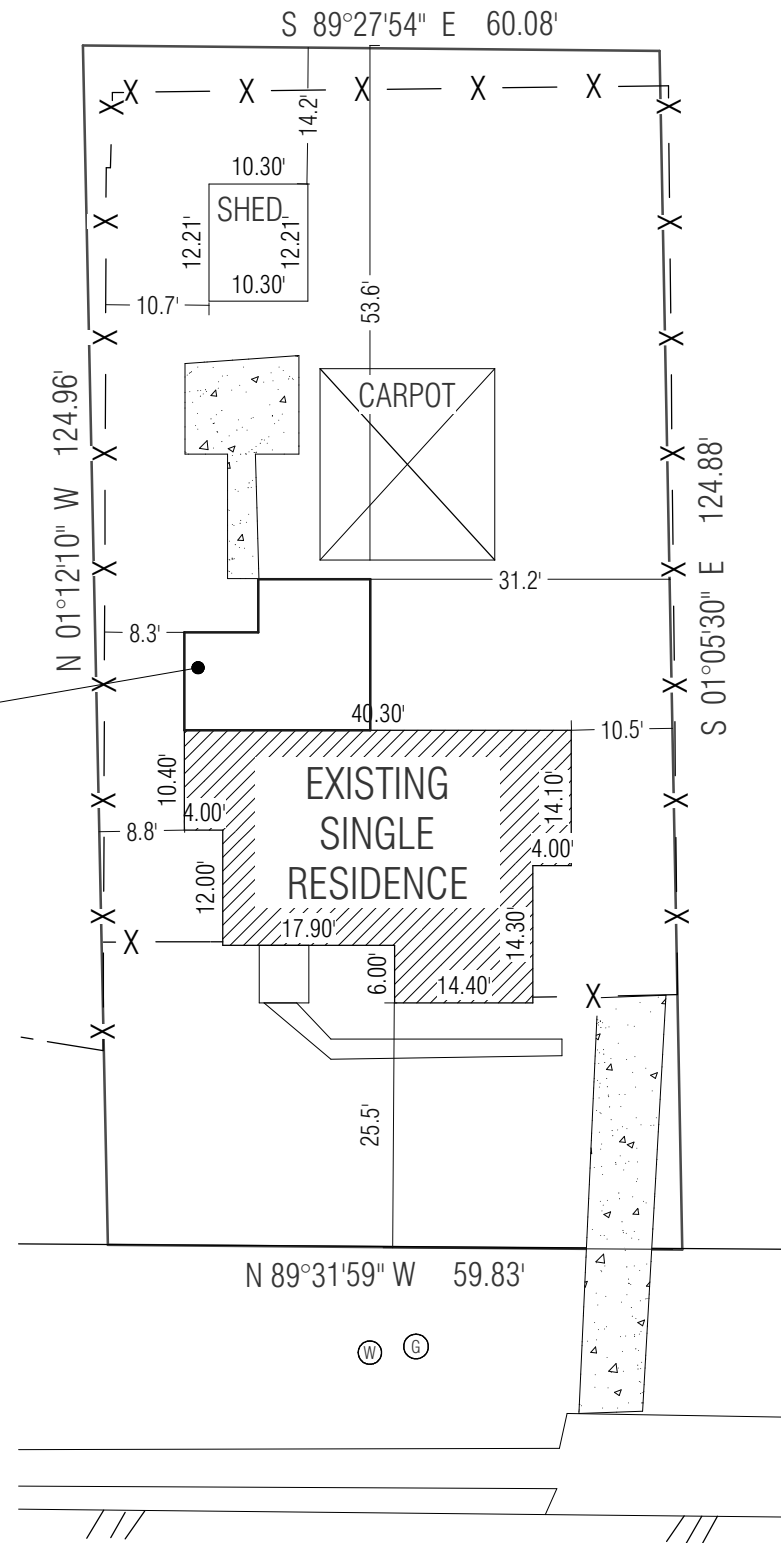 S 89°27'54" E 60.08'
X X X X X
X X
14.2'
10.30'
SHED
12.21'
12.21'
X X
10.30'
10.7'
53.6'
X X
CARPOT
N 01°12'10" W 124.96'
S 01°05'30" E 124.88'
X X
X X
31.2'
8.3'
X X
40.30'
10.5'
10.40'
EXISTING
SINGLE
RESIDENCE
14.10'
X X
4.00'
8.8'
4.00'
12.00'
X X
17.90'
14.30'
X
6.00'
14.40'
X
X
25.5'
N 89°31'59" W 59.83'
W G